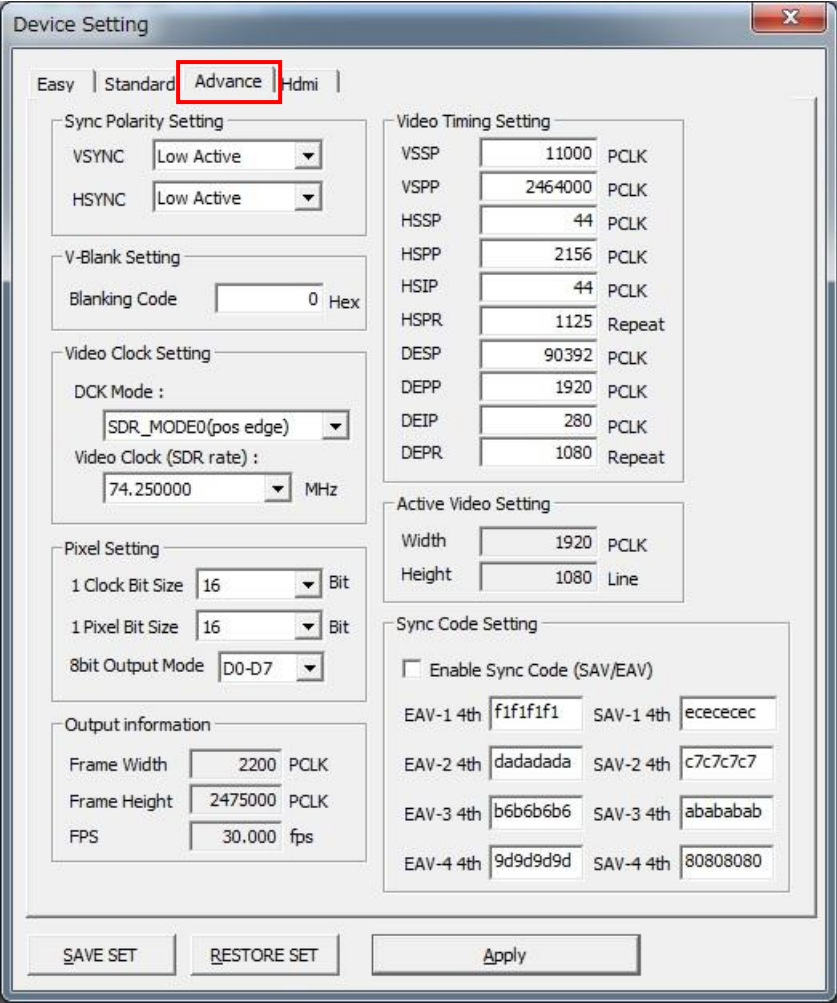 Device Setting
Easy Standard Advance Hdmi
Sync Polarity Setting
VSYNC Low Active
HSYNC Low Active
V-Blank Setting
Blanking Code 0 Hex
Video Clock Setting
DCK Mode :
SDR_MODE0(pos edge)
Video Clock (SDR rate) :
74.250000 MHz
Pixel Setting
1 Clock Bit Size 16 Bit
1 Pixel Bit Size 16 Bit
8bit Output Mode D0-D7
Output information
Frame Width 2200 PCLK
Frame Height 2475000 PCLK
FPS 30.000 fps
Video Timing Setting
VSSP 11000 PCLK
VSPP 2464000 PCLK
HSSP 44 PCLK
HSPP 2156 PCLK
HSIP 44 PCLK
HSPR 1125 Repeat
DESP 90392 PCLK
DEPP 1920 PCLK
DEIP 280 PCLK
DEPR 1080 Repeat
Active Video Setting
Width 1920 PCLK
Height 1080 Line
Sync Code Setting
Enable Sync Code (SAV/EAV)
EAV-1 4th f1f1f1f1 SAV-1 4th ecececec
EAV-2 4th dadadada SAV-2 4th c7c7c7c7
EAV-3 4th b6b6b6b6 SAV-3 4th abababab
EAV-4 4th 9d9d9d9d SAV-4 4th 80808080
SAVE SET RESTORE SET Apply